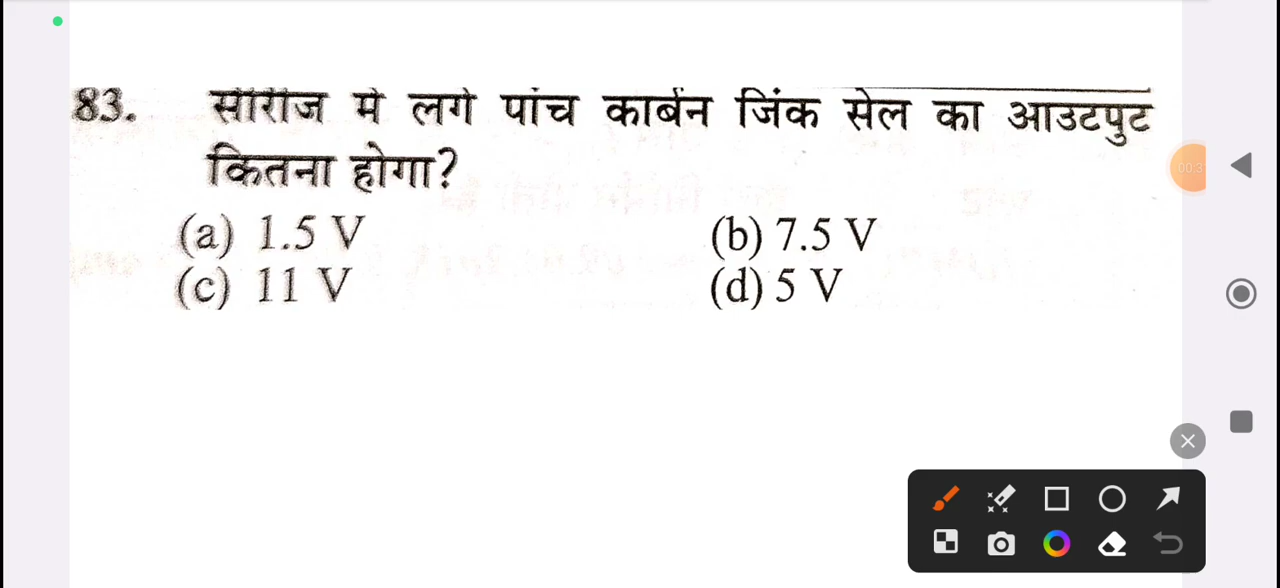 83. सीरीज में लगे पांच कार्बन जिंक सेल का आउटपुट
कितना होगा?
(a) 1.5 V (b) 7.5 V
(c) 11 V (d) 5 V